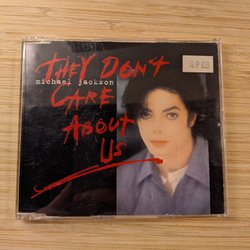 THEY DON'T
michael jackson
CARE
ABOUT
US
49.00